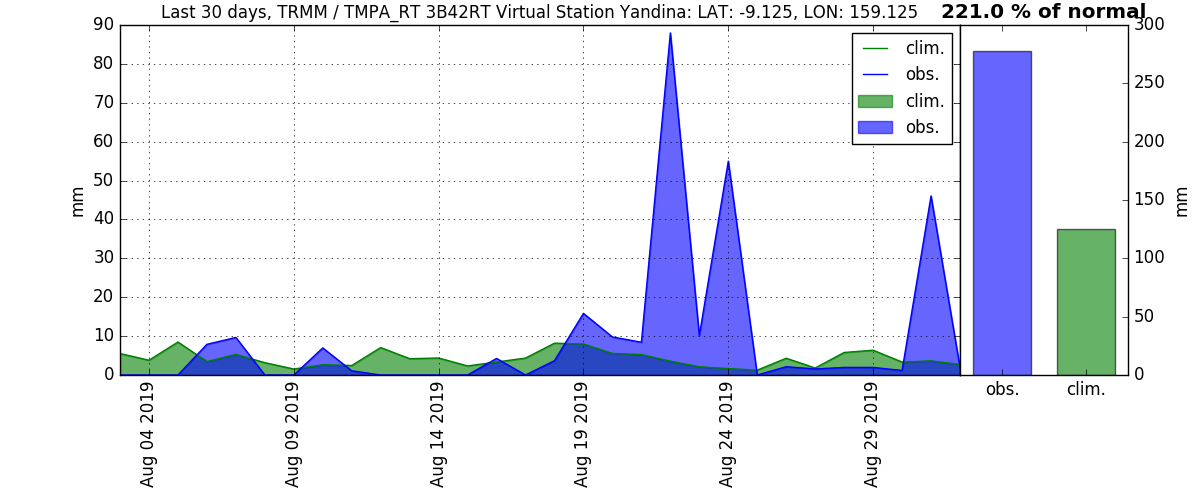 Last 30 days, TRMM / TMPA_RT 3B42RT Virtual Station Yandina: LAT: -9.125, LON: 159.125
221.0 % of normal
90
80
70
60
50
40
30
20
10
0
mm
clim.
obs.
clim.
obs.
300
250
200
150
100
50
0
mm
Aug 04 2019
Aug 09 2019
Aug 14 2019
Aug 19 2019
Aug 24 2019
Aug 29 2019
obs.
clim.